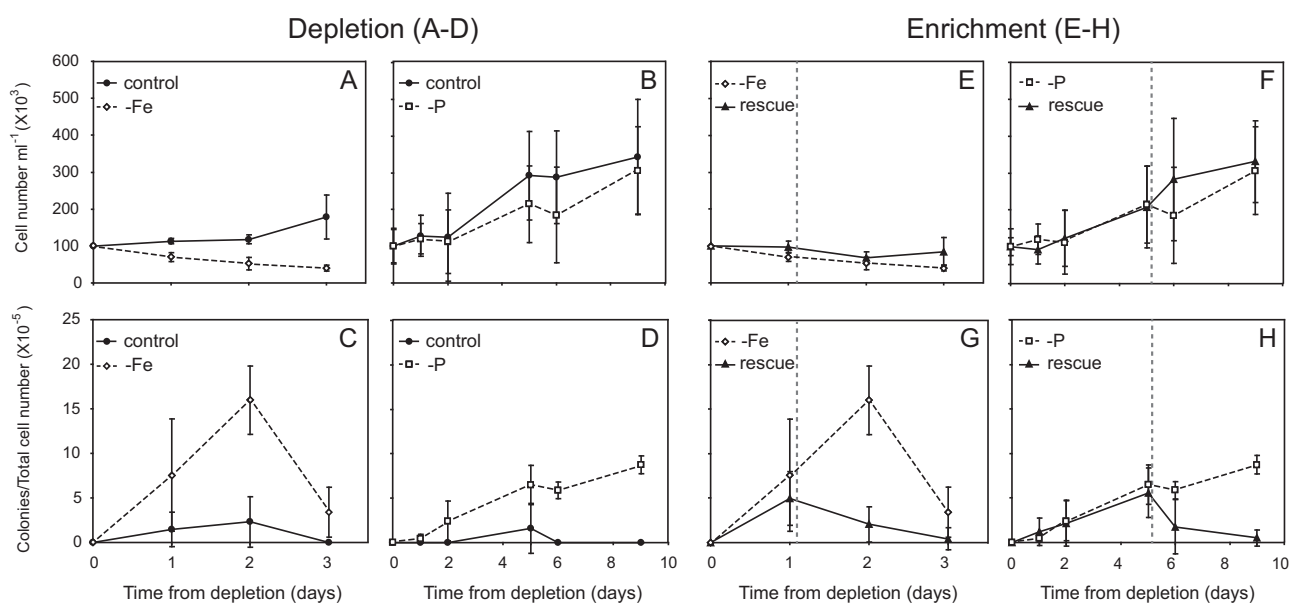 Depletion (A-D)
Enrichment (E-H)
Cell number ml⁻¹ (X10³)
600
500
400
300
200
100
0
A
control
-Fe
B
control
-P
E
-Fe
rescue
F
-P
rescue
Colonies/Total cell number (X10⁻⁵)
25
20
15
10
5
0
C
control
-Fe
D
control
-P
G
-Fe
rescue
H
-P
rescue
0 1 2 3
0 2 4 6 8 10
0 1 2 3
0 2 4 6 8 10
Time from depletion (days)
Time from depletion (days)
Time from depletion (days)
Time from depletion (days)